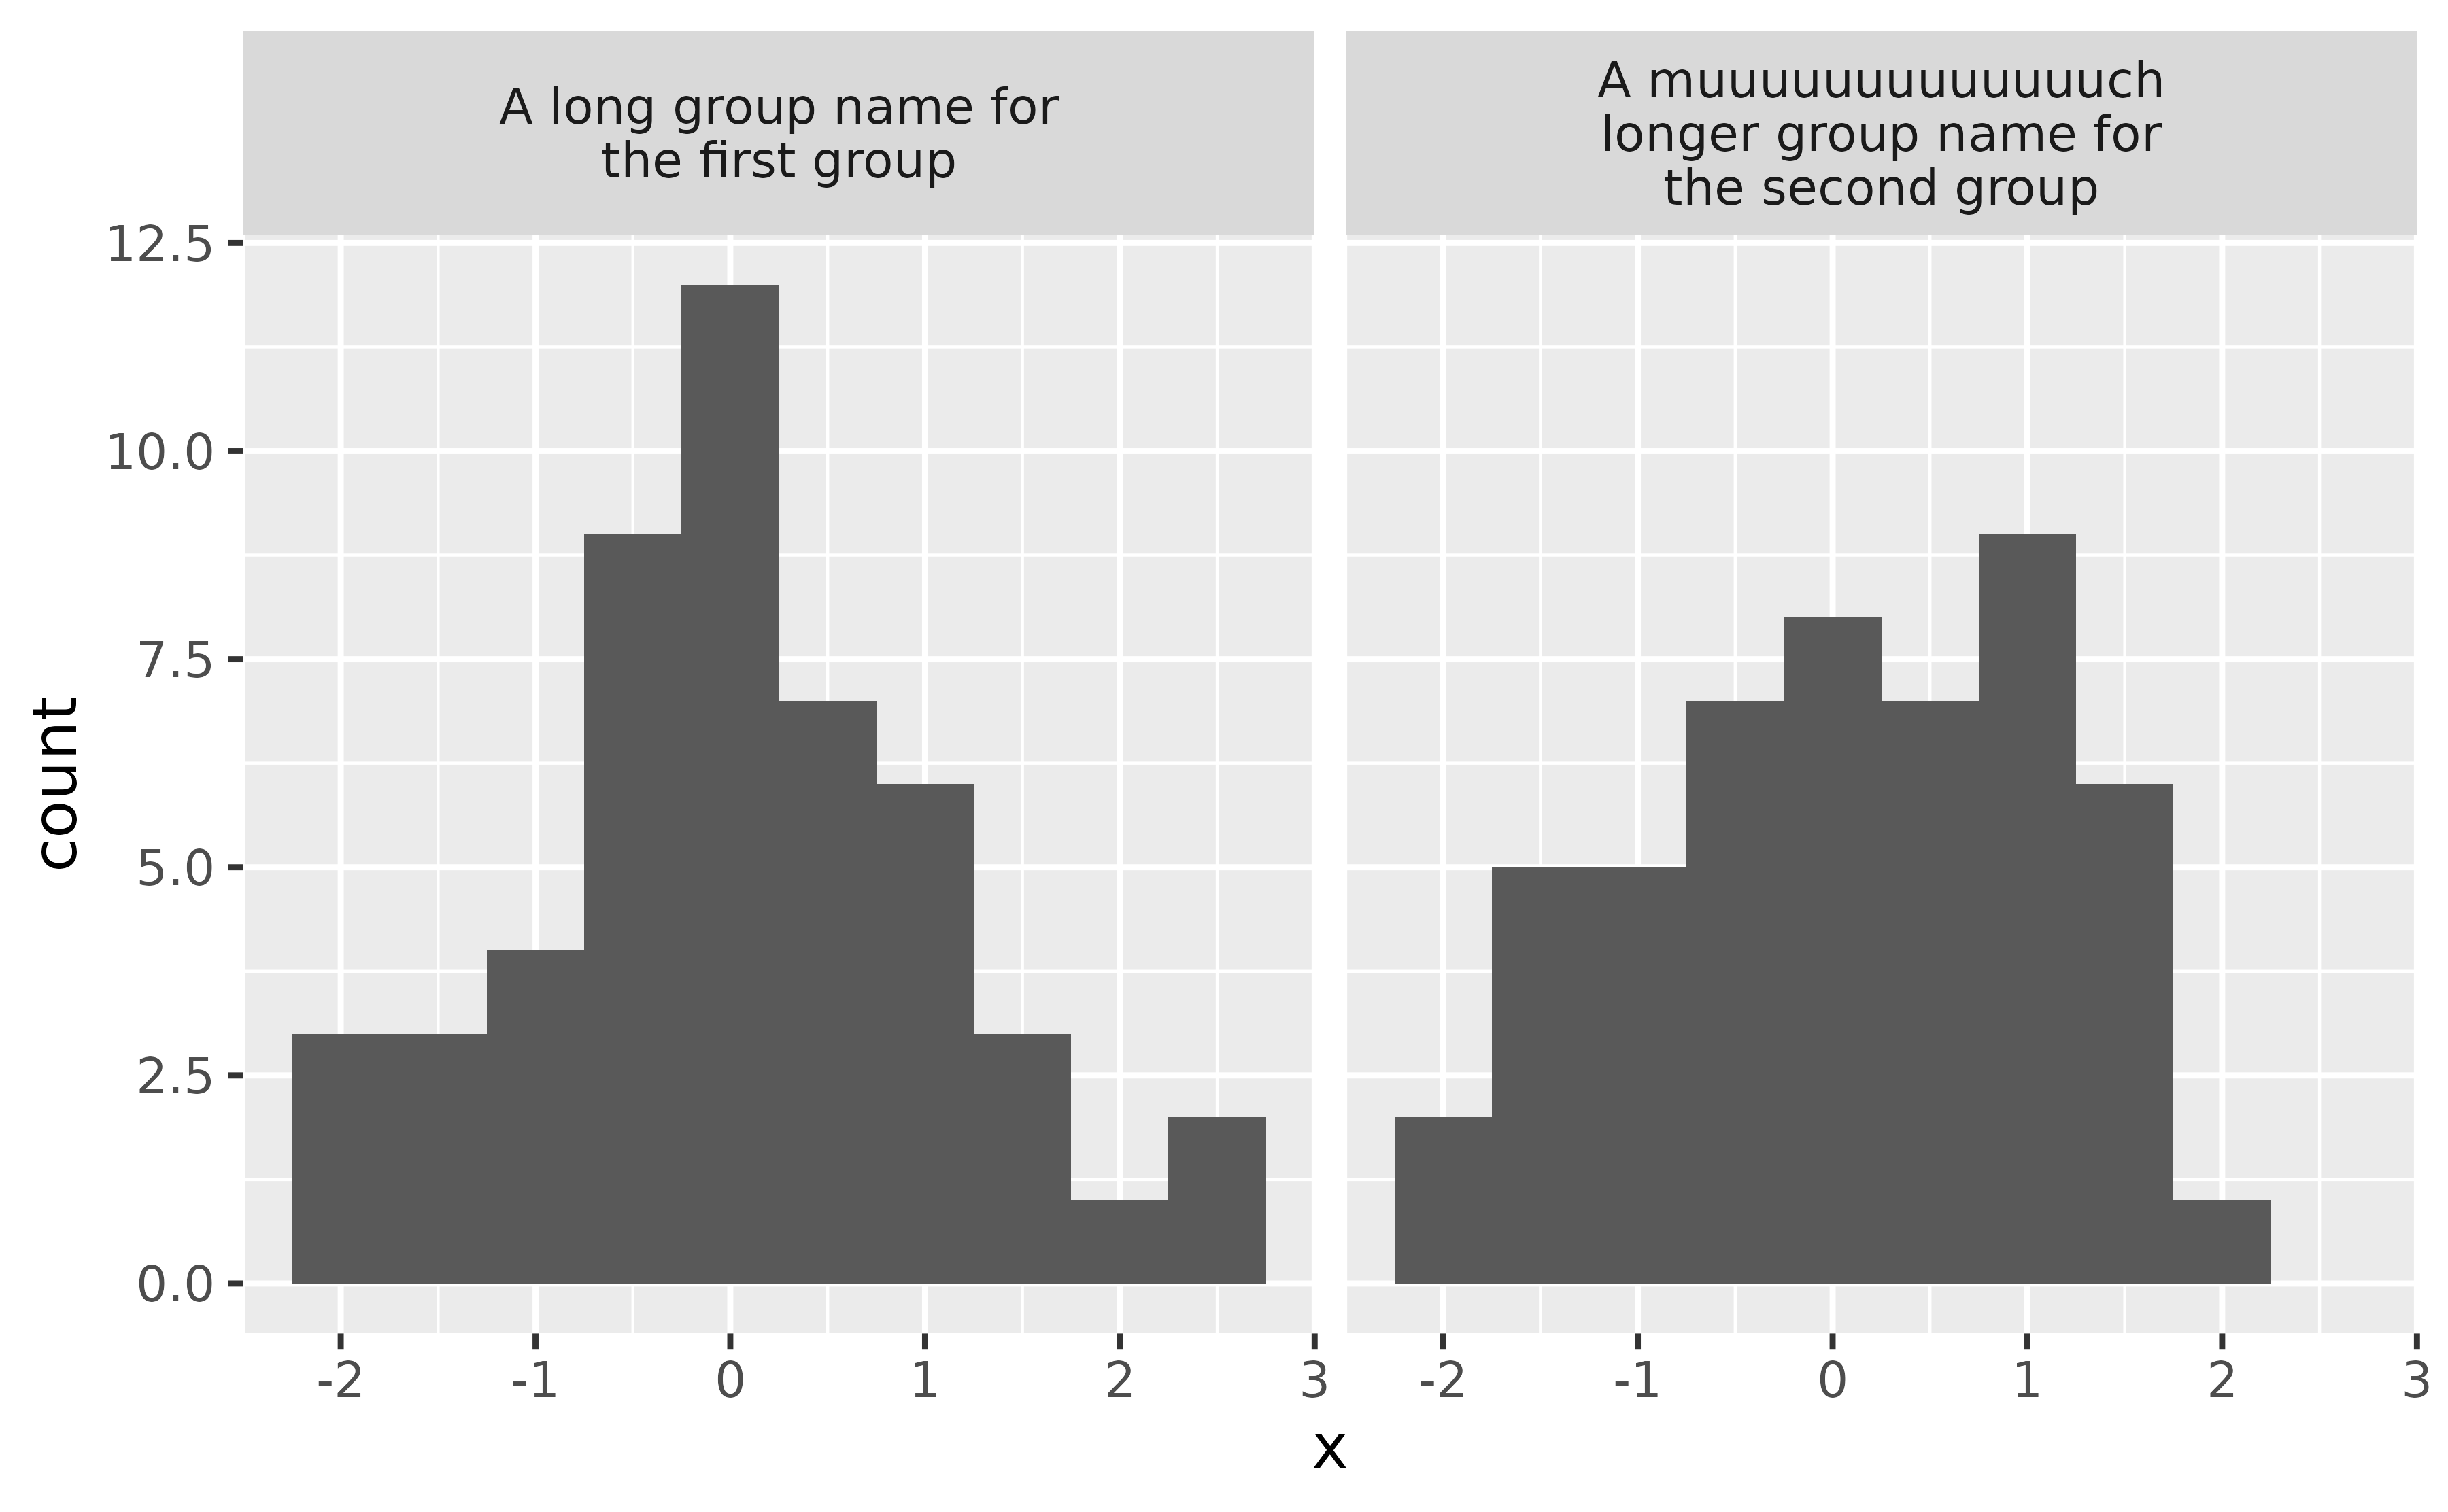 A long group name for
the first group
A muuuuuuuuuuuuuuch
longer group name for
the second group
12.5
10.0
7.5
5.0
2.5
0.0
count
-2 -1 0 1 2 3
-2 -1 0 1 2 3
x